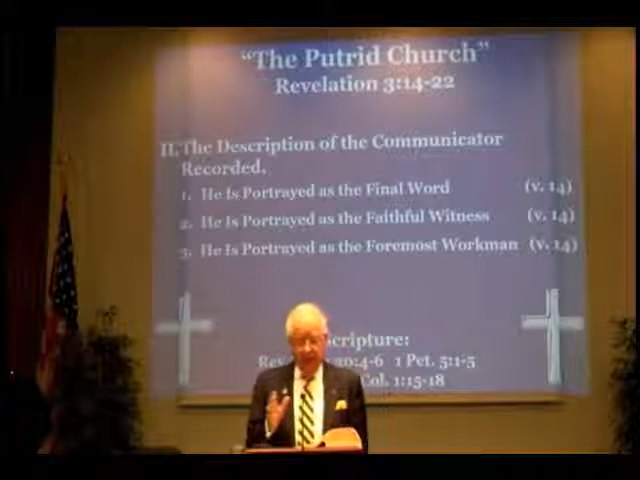 "The Putrid Church"
Revelation 3:14-22
II. The Description of the Communicator
Recorded.
1. He Is Portrayed as the Final Word (v. 14)
2. He Is Portrayed as the Faithful Witness (v. 14)
3. He Is Portrayed as the Foremost Workman (v. 14)
cripture:
1 Pet. 5:1-5
Col. 1:15-18